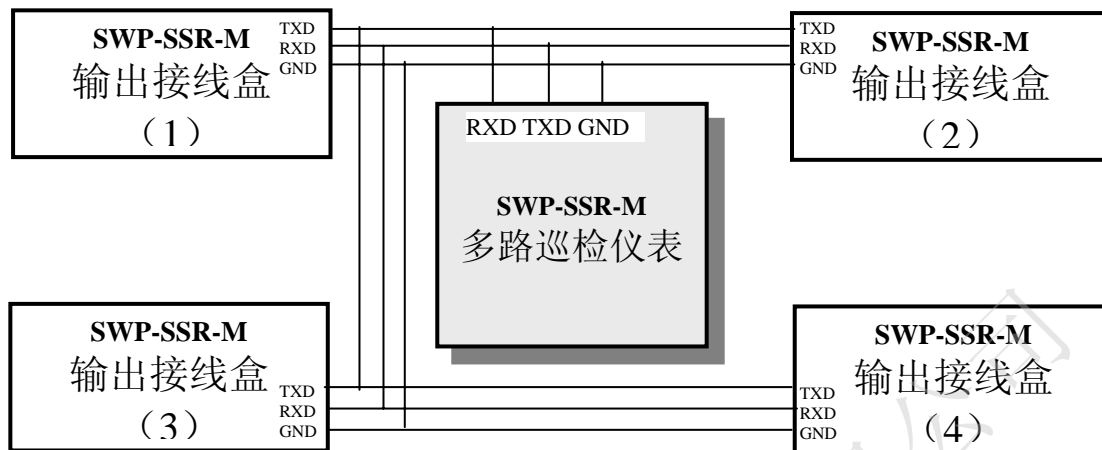 SWP-SSR-M
输出接线盒
（1）
TXD
RXD
GND
TXD
RXD
GND
SWP-SSR-M
输出接线盒
（2）
RXD TXD GND
SWP-SSR-M
多路巡检仪表
SWP-SSR-M
输出接线盒
（3）
TXD
RXD
GND
TXD
RXD
GND
SWP-SSR-M
输出接线盒
（4）
公司